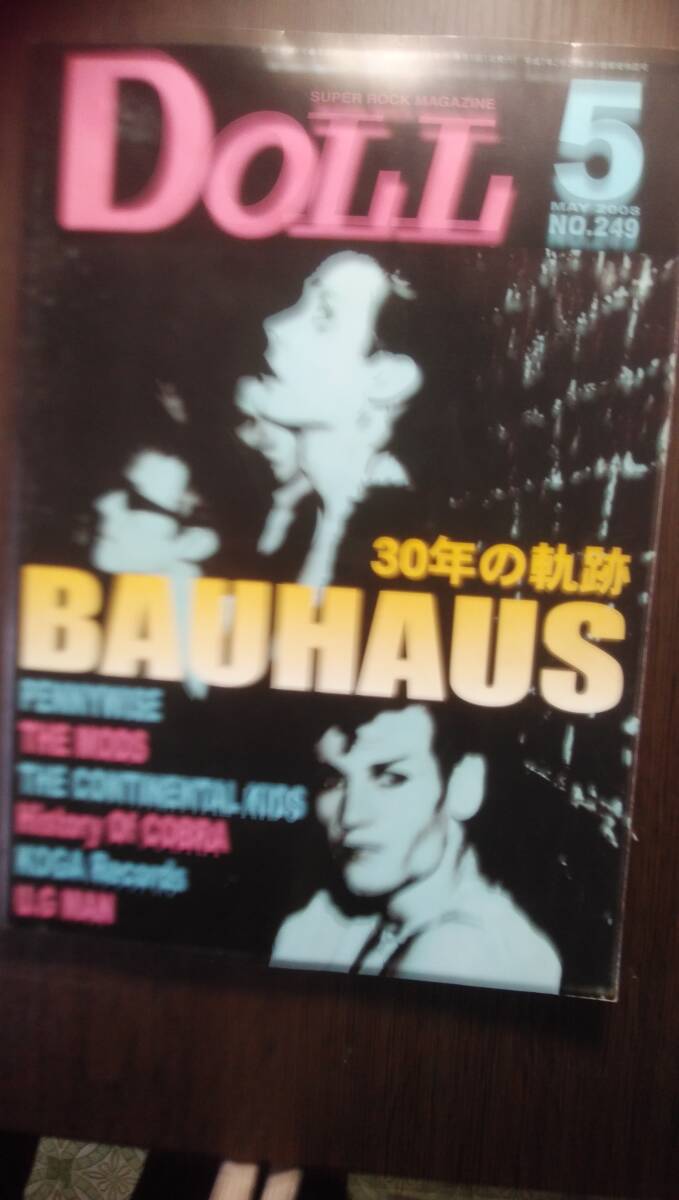 SUPER ROCK MAGAZINE
DOLL
5
MAY 2008
NO.249
30年の軌跡
BAUHAUS
PENNYWISE
THE MODS
THE CONTINENTAL KIDS
History Of COBRA
KOGA Records
U.G MAN